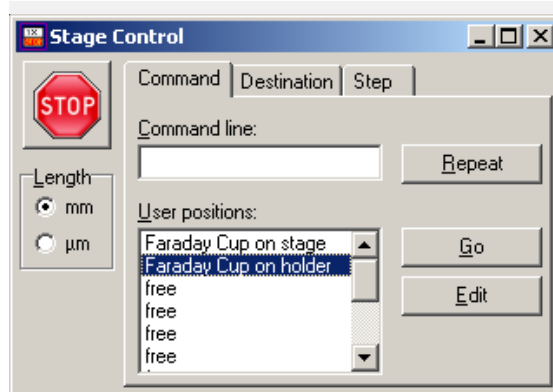 Stage Control
STOP
Command Destination Step
Command line:
Repeat
Length
mm
µm
User positions:
Faraday Cup on stage
Faraday Cup on holder
free
free
free
free
Go
Edit